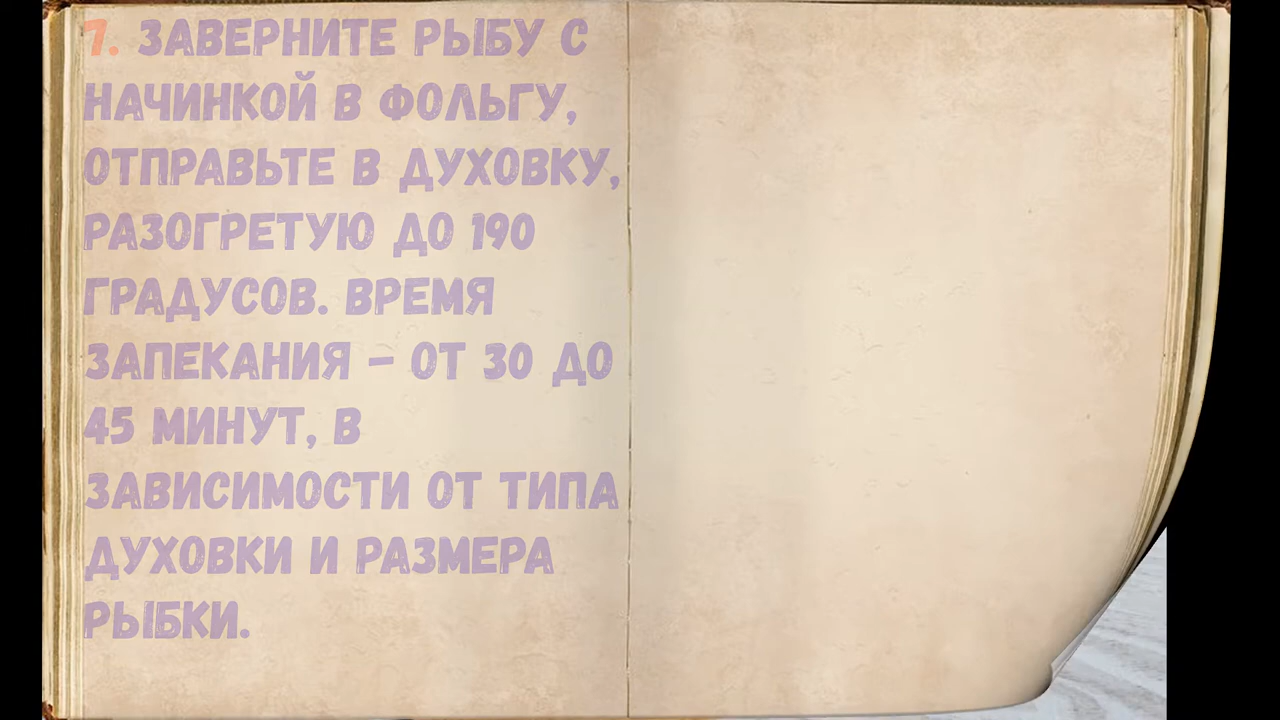 7. ЗАВЕРНИТЕ РЫБУ С
НАЧИНКОЙ В ФОЛЬГУ,
ОТПРАВЬТЕ В ДУХОВКУ,
РАЗОГРЕТУЮ ДО 190
ГРАДУСОВ. ВРЕМЯ
ЗАПЕКАНИЯ – ОТ 30 ДО
45 МИНУТ, В
ЗАВИСИМОСТИ ОТ ТИПА
ДУХОВКИ И РАЗМЕРА
РЫБКИ.